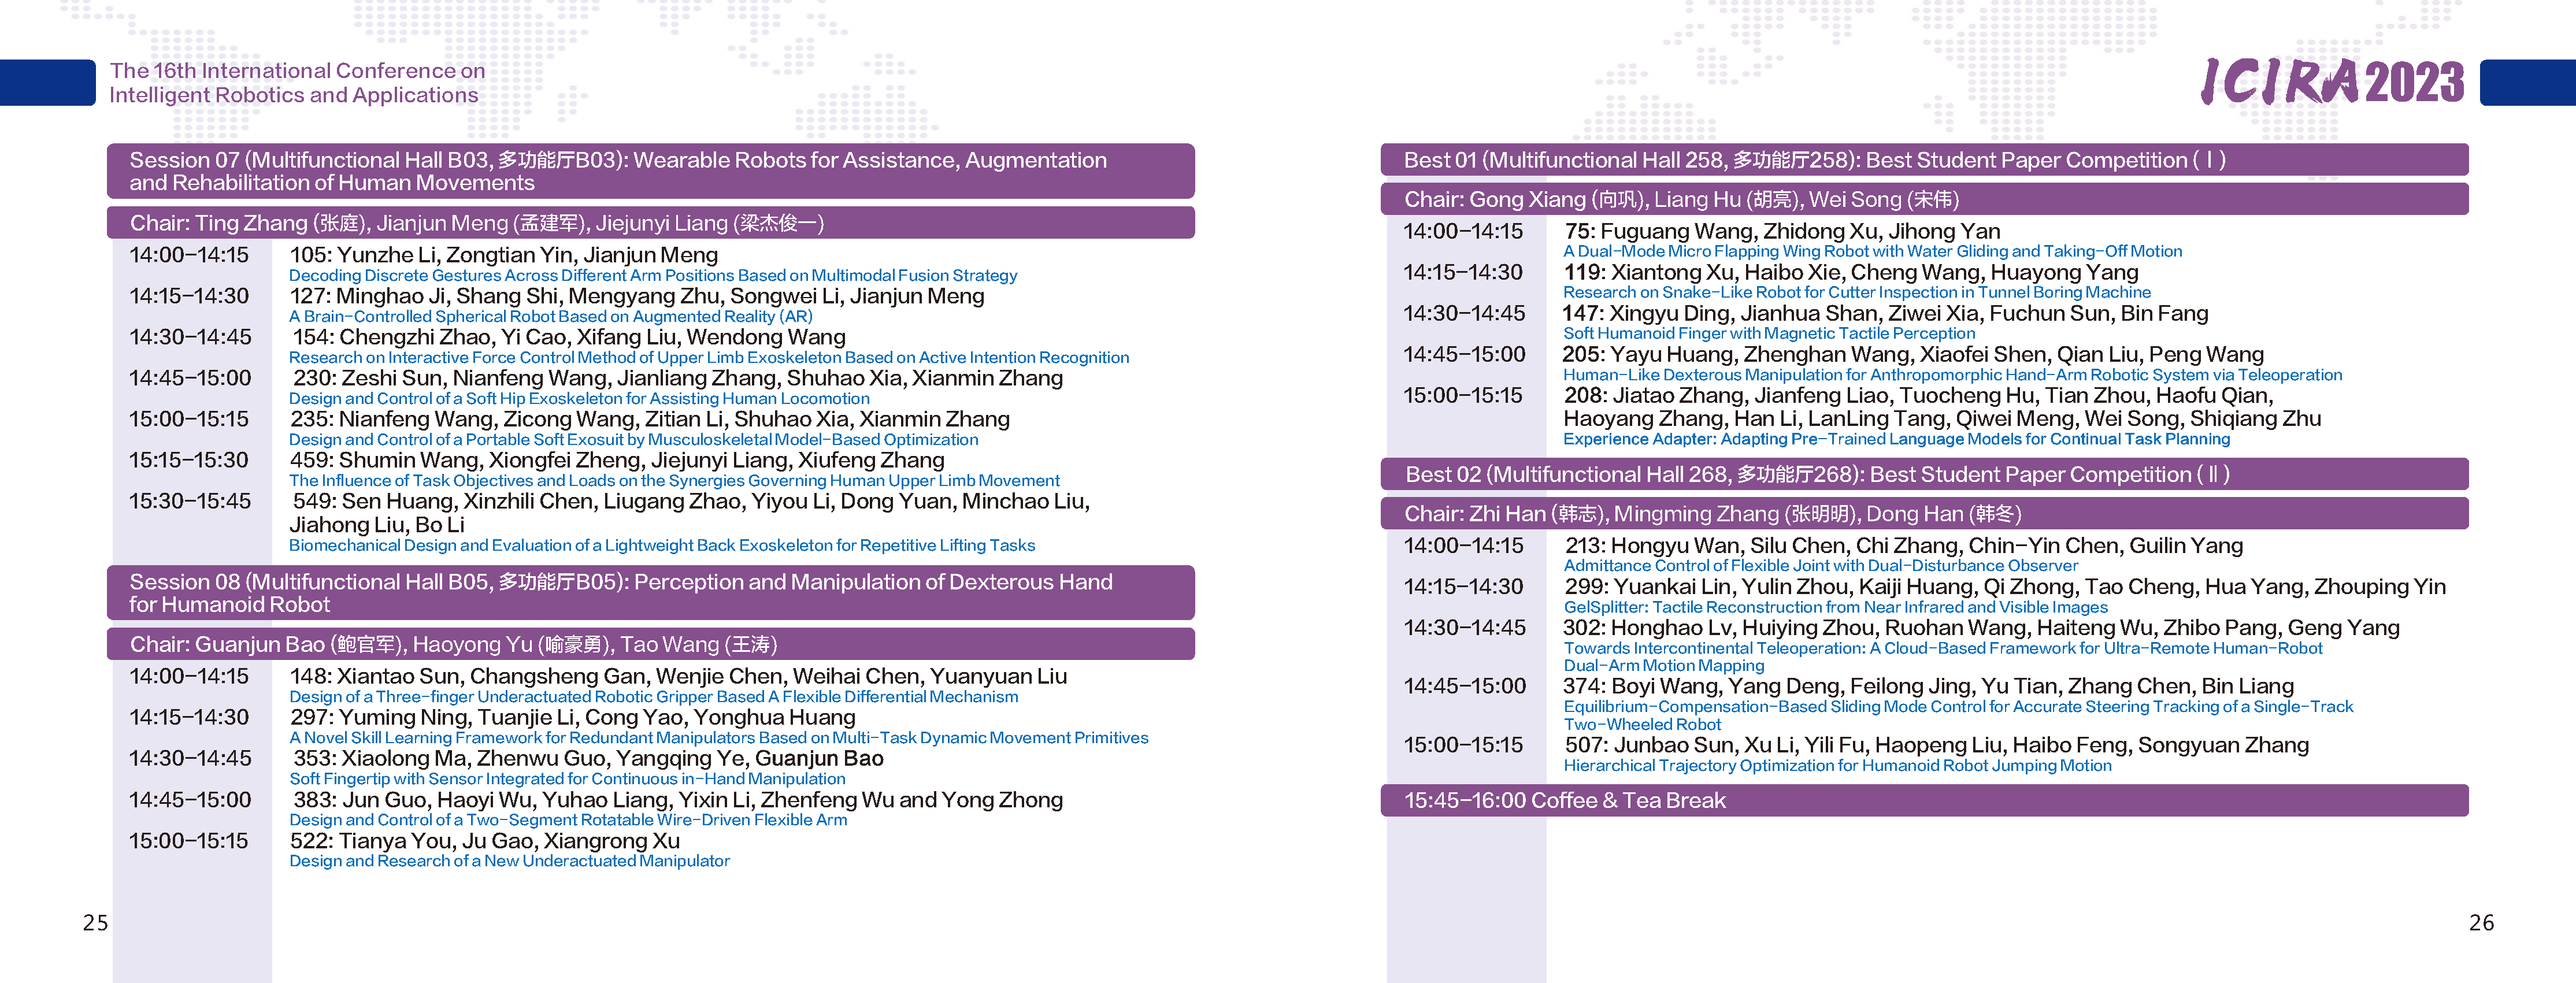 The 16th International Conference on
Intelligent Robotics and Applications
Session 07 (Multifunctional Hall B03, 多功能厅B03): Wearable Robots for Assistance, Augmentation
and Rehabilitation of Human Movements
Chair: Ting Zhang (张庭), Jianjun Meng (孟建军), Jiejunyi Liang (梁杰俊一)
14:00-14:15 105: Yunzhe Li, Zongtian Yin, Jianjun Meng
Decoding Discrete Gestures Across Different Arm Positions Based on Multimodal Fusion Strategy
14:15-14:30 127: Minghao Ji, Shang Shi, Mengyang Zhu, Songwei Li, Jianjun Meng
A Brain-Controlled Spherical Robot Based on Augmented Reality (AR)
14:30-14:45 154: Chengzhi Zhao, Yi Cao, Xifang Liu, Wendong Wang
Research on Interactive Force Control Method of Upper Limb Exoskeleton Based on Active Intention Recognition
14:45-15:00 230: Zeshi Sun, Nianfeng Wang, Jianliang Zhang, Shuhao Xia, Xianmin Zhang
Design and Control of a Soft Hip Exoskeleton for Assisting Human Locomotion
15:00-15:15 235: Nianfeng Wang, Zicong Wang, Zitian Li, Shuhao Xia, Xianmin Zhang
Design and Control of a Portable Soft Exosuit by Musculoskeletal Model-Based Optimization
15:15-15:30 459: Shumin Wang, Xiongfei Zheng, Jiejunyi Liang, Xiufeng Zhang
The Influence of Task Objectives and Loads on the Synergies Governing Human Upper Limb Movement
15:30-15:45 549: Sen Huang, Xinzhili Chen, Liugang Zhao, Yiyou Li, Dong Yuan, Minchao Liu,
Jiahong Liu, Bo Li
Biomechanical Design and Evaluation of a Lightweight Back Exoskeleton for Repetitive Lifting Tasks
Session 08 (Multifunctional Hall B05, 多功能厅B05): Perception and Manipulation of Dexterous Hand
for Humanoid Robot
Chair: Guanjun Bao (鲍官军), Haoyong Yu (喻豪勇), Tao Wang (王涛)
14:00-14:15 148: Xiantao Sun, Changsheng Gan, Wenjie Chen, Weihai Chen, Yuanyuan Liu
Design of a Three-finger Underactuated Robotic Gripper Based A Flexible Differential Mechanism
14:15-14:30 297: Yuming Ning, Tuanjie Li, Cong Yao, Yonghua Huang
A Novel Skill Learning Framework for Redundant Manipulators Based on Multi-Task Dynamic Movement Primitives
14:30-14:45 353: Xiaolong Ma, Zhenwu Guo, Yangqing Ye, Guanjun Bao
Soft Fingertip with Sensor Integrated for Continuous in-Hand Manipulation
14:45-15:00 383: Jun Guo, Haoyi Wu, Yuhao Liang, Yixin Li, Zhenfeng Wu and Yong Zhong
Design and Control of a Two-Segment Rotatable Wire-Driven Flexible Arm
15:00-15:15 522: Tianya You, Ju Gao, Xiangrong Xu
Design and Research of a New Underactuated Manipulator
25
ICIRA2023
Best 01 (Multifunctional Hall 258, 多功能厅258): Best Student Paper Competition (Ⅰ)
Chair: Gong Xiang (向巩), Liang Hu (胡亮), Wei Song (宋伟)
14:00-14:15 75: Fuguang Wang, Zhidong Xu, Jihong Yan
A Dual-Mode Micro Flapping Wing Robot with Water Gliding and Taking-Off Motion
14:15-14:30 119: Xiantong Xu, Haibo Xie, Cheng Wang, Huayong Yang
Research on Snake-Like Robot for Cutter Inspection in Tunnel Boring Machine
14:30-14:45 147: Xingyu Ding, Jianhua Shan, Ziwei Xia, Fuchun Sun, Bin Fang
Soft Humanoid Finger with Magnetic Tactile Perception
14:45-15:00 205: Yayu Huang, Zhenghan Wang, Xiaofei Shen, Qian Liu, Peng Wang
Human-Like Dexterous Manipulation for Anthropomorphic Hand-Arm Robotic System via Teleoperation
15:00-15:15 208: Jiatao Zhang, Jianfeng Liao, Tuocheng Hu, Tian Zhou, Haofu Qian,
Haoyang Zhang, Han Li, LanLing Tang, Qiwei Meng, Wei Song, Shiqiang Zhu
Experience Adapter: Adapting Pre-Trained Language Models for Continual Task Planning
Best 02 (Multifunctional Hall 268, 多功能厅268): Best Student Paper Competition (Ⅱ)
Chair: Zhi Han (韩志), Mingming Zhang (张明明), Dong Han (韩冬)
14:00-14:15 213: Hongyu Wan, Silu Chen, Chi Zhang, Chin-Yin Chen, Guilin Yang
Admittance Control of Flexible Joint with Dual-Disturbance Observer
14:15-14:30 299: Yuankai Lin, Yulin Zhou, Kaiji Huang, Qi Zhong, Tao Cheng, Hua Yang, Zhouping Yin
GelSplitter: Tactile Reconstruction from Near Infrared and Visible Images
14:30-14:45 302: Honghao Lv, Huiying Zhou, Ruohan Wang, Haiteng Wu, Zhibo Pang, Geng Yang
Towards Intercontinental Teleoperation: A Cloud-Based Framework for Ultra-Remote Human-Robot
Dual-Arm Motion Mapping
14:45-15:00 374: Boyi Wang, Yang Deng, Feilong Jing, Yu Tian, Zhang Chen, Bin Liang
Equilibrium-Compensation-Based Sliding Mode Control for Accurate Steering Tracking of a Single-Track
Two-Wheeled Robot
15:00-15:15 507: Junbao Sun, Xu Li, Yili Fu, Haopeng Liu, Haibo Feng, Songyuan Zhang
Hierarchical Trajectory Optimization for Humanoid Robot Jumping Motion
15:45-16:00 Coffee & Tea Break
26